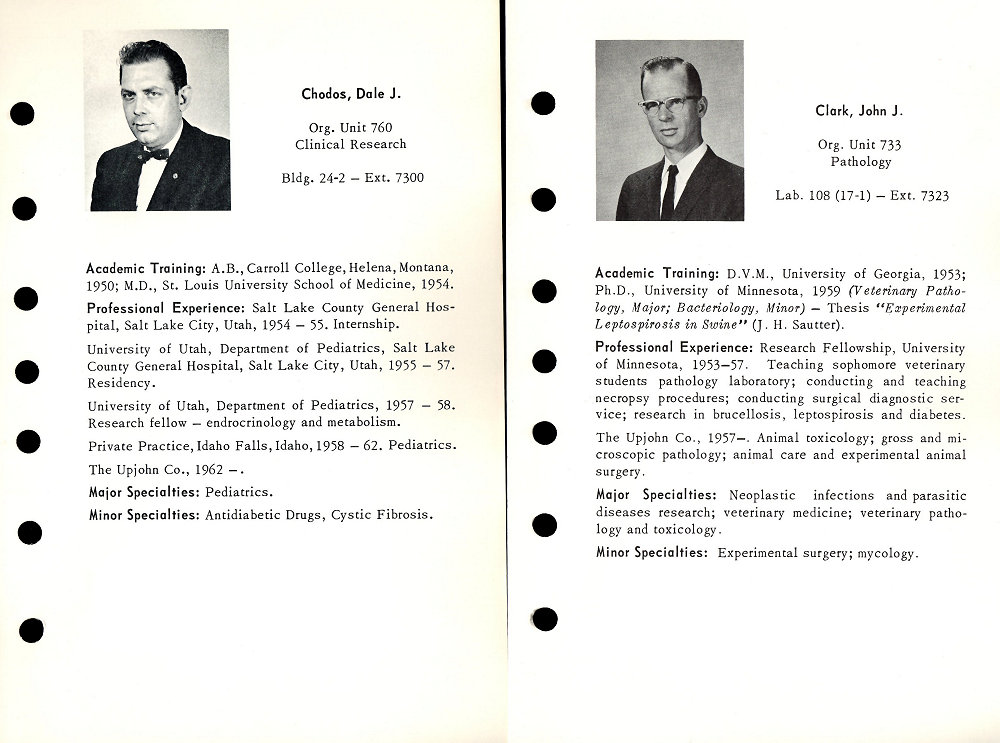 Chodos, Dale J.
Org. Unit 760
Clinical Research
Bldg. 24-2 — Ext. 7300
Academic Training: A.B., Carroll College, Helena, Montana,
1950; M.D., St. Louis University School of Medicine, 1954.
Professional Experience: Salt Lake County General Hos-
pital, Salt Lake City, Utah, 1954 – 55. Internship.
University of Utah, Department of Pediatrics, Salt Lake
County General Hospital, Salt Lake City, Utah, 1955 – 57.
Residency.
University of Utah, Department of Pediatrics, 1957 – 58.
Research fellow – endrocrinology and metabolism.
Private Practice, Idaho Falls, Idaho, 1958 – 62. Pediatrics.
The Upjohn Co., 1962 –.
Major Specialties: Pediatrics.
Minor Specialties: Antidiabetic Drugs, Cystic Fibrosis.
Clark, John J.
Org. Unit 733
Pathology
Lab. 108 (17-1) — Ext. 7323
Academic Training: D.V.M., University of Georgia, 1953;
Ph.D., University of Minnesota, 1959 (Veterinary Patho-
logy, Major; Bacteriology, Minor) – Thesis "Experimental
Leptospirosis in Swine" (J. H. Sautter).
Professional Experience: Research Fellowship, University
of Minnesota, 1953–57. Teaching sophomore veterinary
students pathology laboratory; conducting and teaching
necropsy procedures; conducting surgical diagnostic ser-
vice; research in brucellosis, leptospirosis and diabetes.
The Upjohn Co., 1957–. Animal toxicology; gross and mi-
croscopic pathology; animal care and experimental animal
surgery.
Major Specialties: Neoplastic infections and parasitic
diseases research; veterinary medicine; veterinary patho-
logy and toxicology.
Minor Specialties: Experimental surgery; mycology.